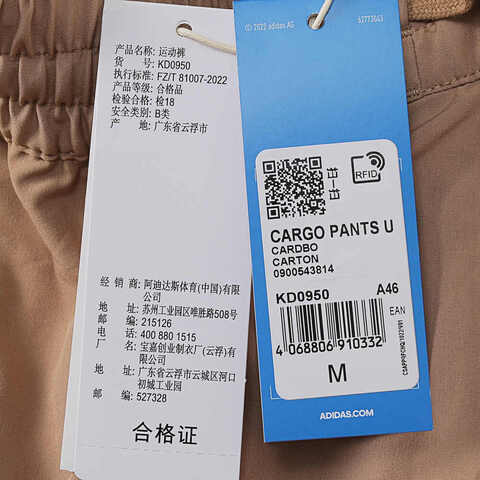 产品名称: 运动裤
货 号: KD0950
执行标准: FZ/T 81007-2022
产品等级: 合格品
检验合格: 检18
安全类别: B类
产 地: 广东省云浮市
经 销 商: 阿迪达斯体育(中国)有限公司
地 址: 苏州工业园区唯胜路508号
邮 编: 215126
电 话: 400 880 1515
厂 名: 宝嘉创业制衣厂(云浮)有限公司
地 址: 广东省云浮市云城区河口初城工业园
邮 编: 527328
合格证
© 2022 adidas AG
RFID
CARGO PANTS U
CARDBO
CARTON
0900543814
KD0950 A46
EAN
4 068806 910332
M
ADIDAS.COM